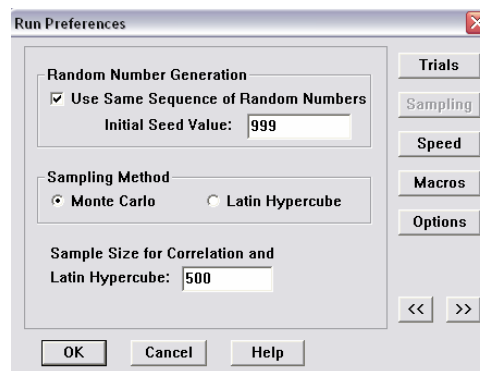 Run Preferences
Random Number Generation
Use Same Sequence of Random Numbers
Initial Seed Value: 999
Sampling Method
Monte Carlo Latin Hypercube
Sample Size for Correlation and
Latin Hypercube: 500
OK Cancel Help
Trials
Sampling
Speed
Macros
Options
<< >>